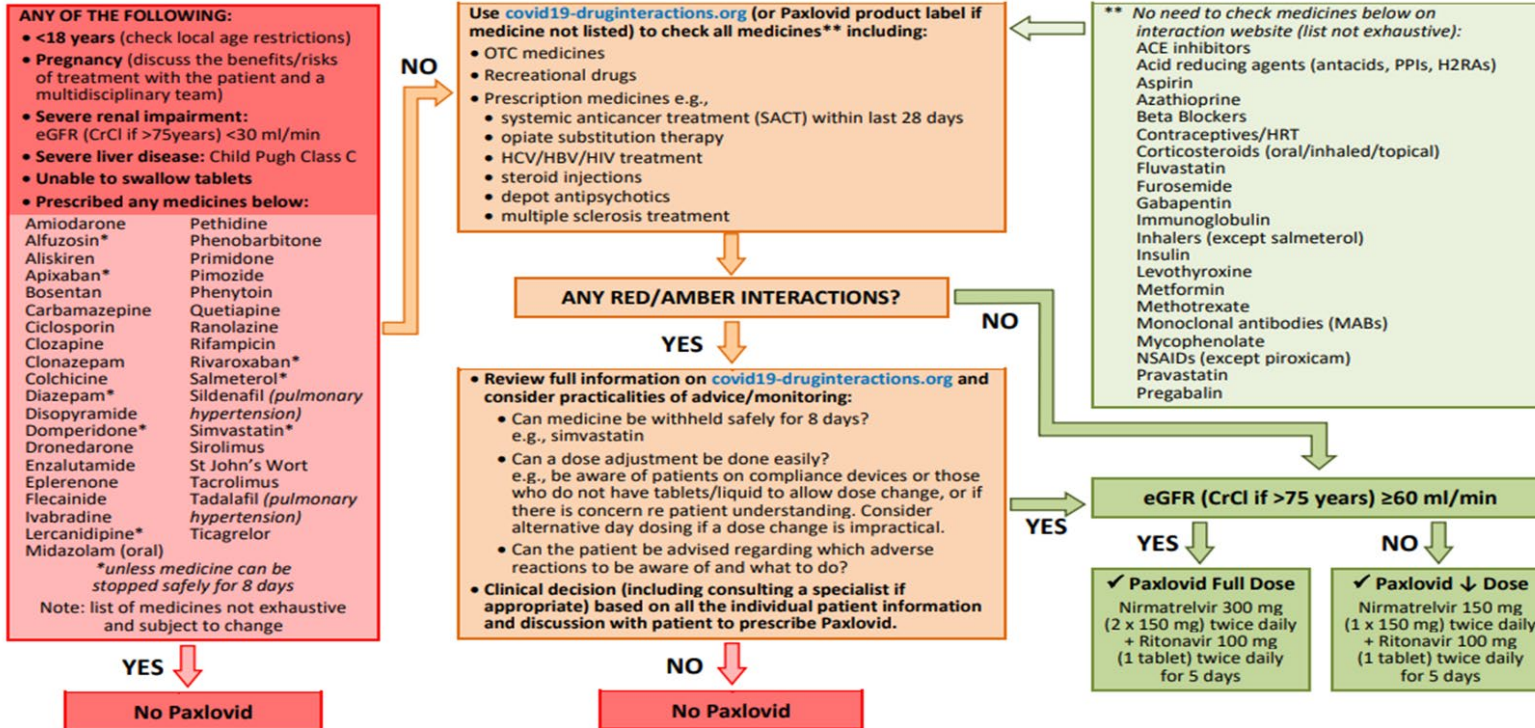 ANY OF THE FOLLOWING:
• <18 years (check local age restrictions)
• Pregnancy (discuss the benefits/risks
of treatment with the patient and a
multidisciplinary team)
• Severe renal impairment:
eGFR (CrCl if >75years) <30 ml/min
• Severe liver disease: Child Pugh Class C
• Unable to swallow tablets
• Prescribed any medicines below:
Amiodarone
Alfuzosin*
Aliskiren
Apixaban*
Bosentan
Carbamazepine
Ciclosporin
Clozapine
Clonazepam
Colchicine
Diazepam*
Disopyramide
Domperidone*
Dronedarone
Enzalutamide
Eplerenone
Flecainide
Ivabradine
Lercanidipine*
Midazolam (oral)
Pethidine
Phenobarbitone
Primidone
Pimozide
Phenytoin
Quetiapine
Ranolazine
Rifampicin
Rivaroxaban*
Salmeterol*
Sildenafil (pulmonary
hypertension)
Simvastatin*
Sirolimus
St John's Wort
Tacrolimus
Tadalafil (pulmonary
hypertension)
Ticagrelor
*unless medicine can be
stopped safely for 8 days
Note: list of medicines not exhaustive
and subject to change
YES
No Paxlovid
NO
Use covid19-druginteractions.org (or Paxlovid product label if
medicine not listed) to check all medicines** including:
• OTC medicines
• Recreational drugs
• Prescription medicines e.g.,
• systemic anticancer treatment (SACT) within last 28 days
• opiate substitution therapy
• HCV/HBV/HIV treatment
• steroid injections
• depot antipsychotics
• multiple sclerosis treatment
ANY RED/AMBER INTERACTIONS?
YES
• Review full information on covid19-druginteractions.org and
consider practicalities of advice/monitoring:
• Can medicine be withheld safely for 8 days?
e.g., simvastatin
• Can a dose adjustment be done easily?
e.g., be aware of patients on compliance devices or those
who do not have tablets/liquid to allow dose change, or if
there is concern re patient understanding. Consider
alternative day dosing if a dose change is impractical.
• Can the patient be advised regarding which adverse
reactions to be aware of and what to do?
• Clinical decision (including consulting a specialist if
appropriate) based on all the individual patient information
and discussion with patient to prescribe Paxlovid.
NO
No Paxlovid
** No need to check medicines below on
interaction website (list not exhaustive):
ACE inhibitors
Acid reducing agents (antacids, PPIs, H2RAs)
Aspirin
Azathioprine
Beta Blockers
Contraceptives/HRT
Corticosteroids (oral/inhaled/topical)
Fluvastatin
Furosemide
Gabapentin
Immunoglobulin
Inhalers (except salmeterol)
Insulin
Levothyroxine
Metformin
Methotrexate
Monoclonal antibodies (MABs)
Mycophenolate
NSAIDs (except piroxicam)
Pravastatin
Pregabalin
NO
YES
eGFR (CrCl if >75 years) ≥60 ml/min
YES
NO
✓ Paxlovid Full Dose
Nirmatrelvir 300 mg
(2 x 150 mg) twice daily
+ Ritonavir 100 mg
(1 tablet) twice daily
for 5 days
✓ Paxlovid ↓ Dose
Nirmatrelvir 150 mg
(1 x 150 mg) twice daily
+ Ritonavir 100 mg
(1 tablet) twice daily
for 5 days